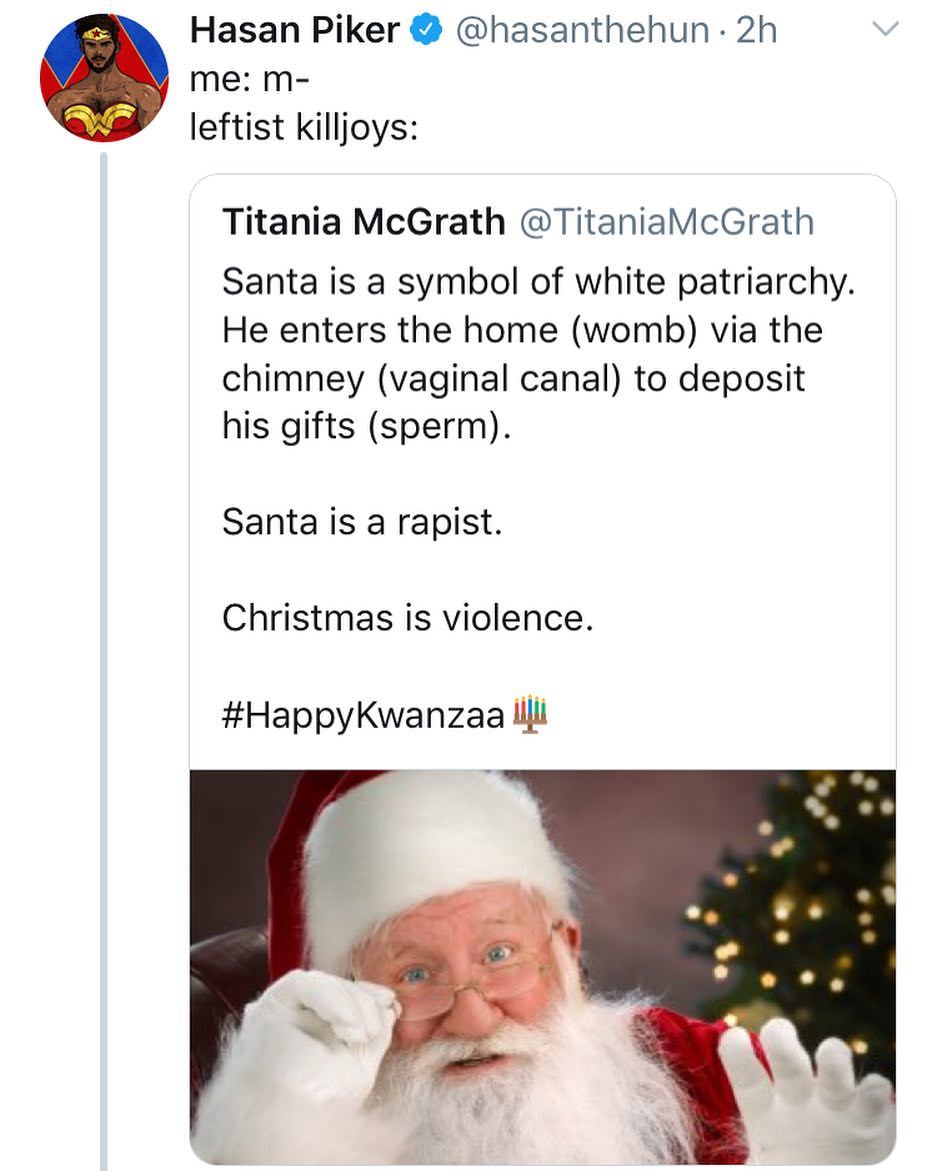 Hasan Piker @hasanthehun · 2h
me: m-
leftist killjoys:
Titania McGrath @TitaniaMcGrath
Santa is a symbol of white patriarchy.
He enters the home (womb) via the
chimney (vaginal canal) to deposit
his gifts (sperm).
Santa is a rapist.
Christmas is violence.
#HappyKwanzaa